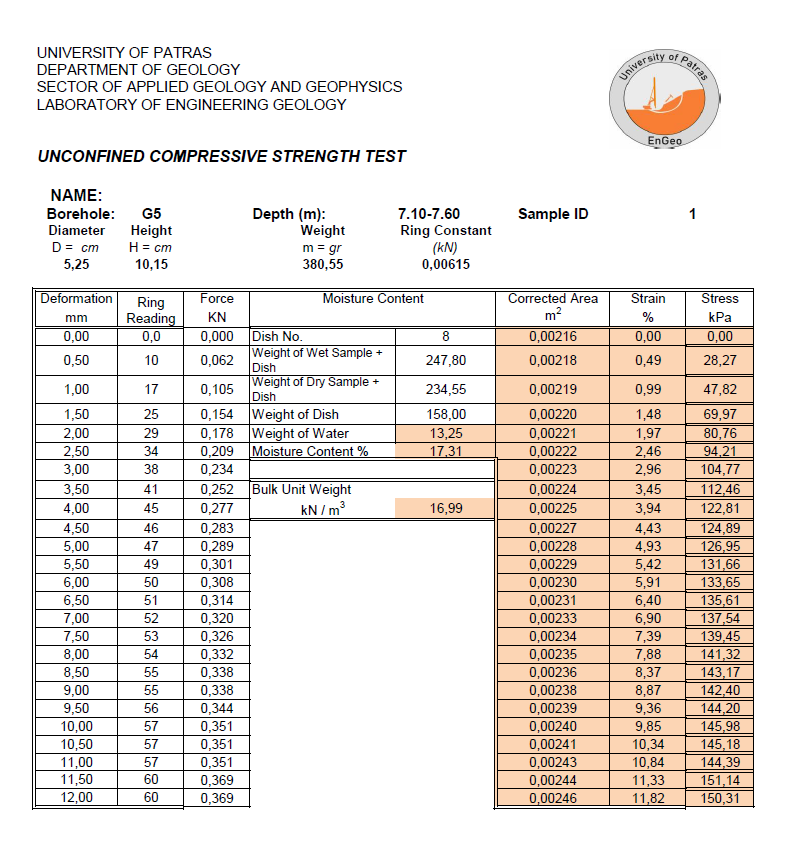 UNIVERSITY OF PATRAS
DEPARTMENT OF GEOLOGY
SECTOR OF APPLIED GEOLOGY AND GEOPHYSICS
LABORATORY OF ENGINEERING GEOLOGY
University of Patras
EnGeo
UNCONFINED COMPRESSIVE STRENGTH TEST
NAME:
Borehole: G5 Depth (m): 7.10-7.60 Sample ID 1
Diameter Height Weight Ring Constant
D = cm H = cm m = gr (kN)
5,25 10,15 380,55 0,00615
Deformation Ring Force Moisture Content Corrected Area Strain Stress
mm Reading KN m2 % kPa
0,00 0,0 0,000 Dish No. 8 0,00216 0,00 0,00
0,50 10 0,062 Weight of Wet Sample + Dish 247,80 0,00218 0,49 28,27
1,00 17 0,105 Weight of Dry Sample + Dish 234,55 0,00219 0,99 47,82
1,50 25 0,154 Weight of Dish 158,00 0,00220 1,48 69,97
2,00 29 0,178 Weight of Water 13,25 0,00221 1,97 80,76
2,50 34 0,209 Moisture Content % 17,31 0,00222 2,46 94,21
3,00 38 0,234 0,00223 2,96 104,77
3,50 41 0,252 Bulk Unit Weight 0,00224 3,45 112,46
4,00 45 0,277 kN / m3 16,99 0,00225 3,94 122,81
4,50 46 0,283 0,00227 4,43 124,89
5,00 47 0,289 0,00228 4,93 126,95
5,50 49 0,301 0,00229 5,42 131,66
6,00 50 0,308 0,00230 5,91 133,65
6,50 51 0,314 0,00231 6,40 135,61
7,00 52 0,320 0,00233 6,90 137,54
7,50 53 0,326 0,00234 7,39 139,45
8,00 54 0,332 0,00235 7,88 141,32
8,50 55 0,338 0,00236 8,37 143,17
9,00 55 0,338 0,00238 8,87 142,40
9,50 56 0,344 0,00239 9,36 144,20
10,00 57 0,351 0,00240 9,85 145,98
10,50 57 0,351 0,00241 10,34 145,18
11,00 57 0,351 0,00243 10,84 144,39
11,50 60 0,369 0,00244 11,33 151,14
12,00 60 0,369 0,00246 11,82 150,31